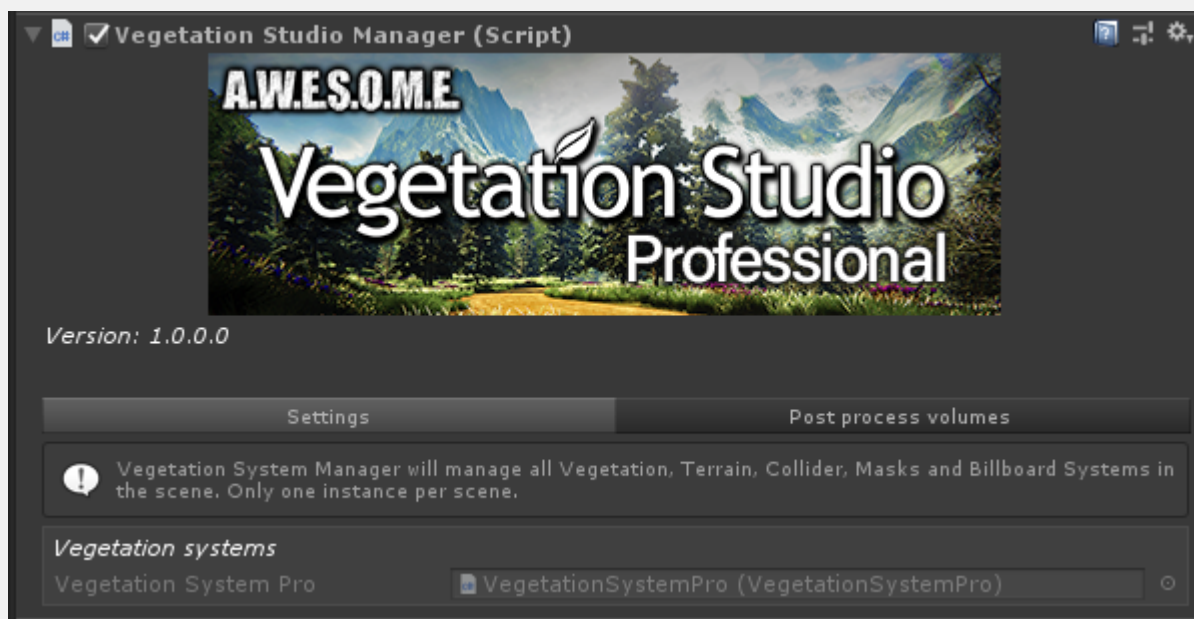 Vegetation Studio Manager (Script)
A.W.E.S.O.M.E.
Vegetation Studio
Professional
Version: 1.0.0.0
Settings
Post process volumes
Vegetation System Manager will manage all Vegetation, Terrain, Collider, Masks and Billboard Systems in
the scene. Only one instance per scene.
Vegetation systems
Vegetation System Pro
VegetationSystemPro (VegetationSystemPro)